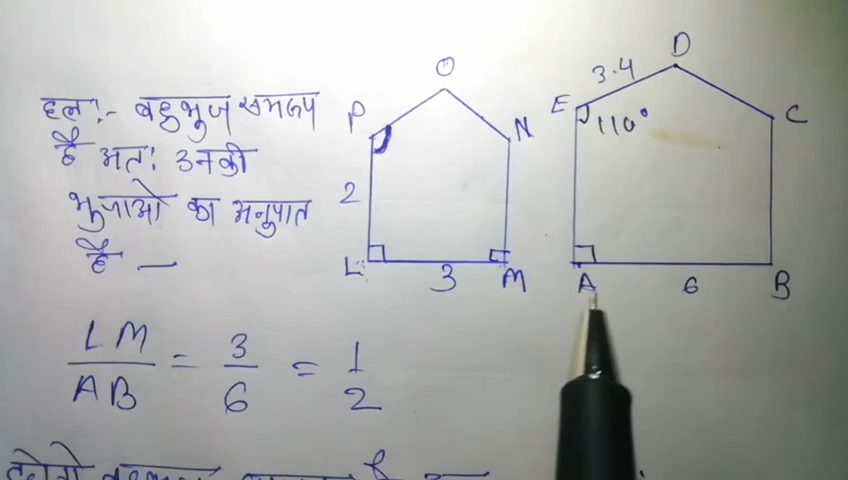 हल:- बहुभुज समरूप
है अत: उनकी
भुजाओ का अनुपात
है —
P
O
N
2
L
3
M
E
3.4
D
110°
C
A
6
B
LM/AB = 3/6 = 1/2